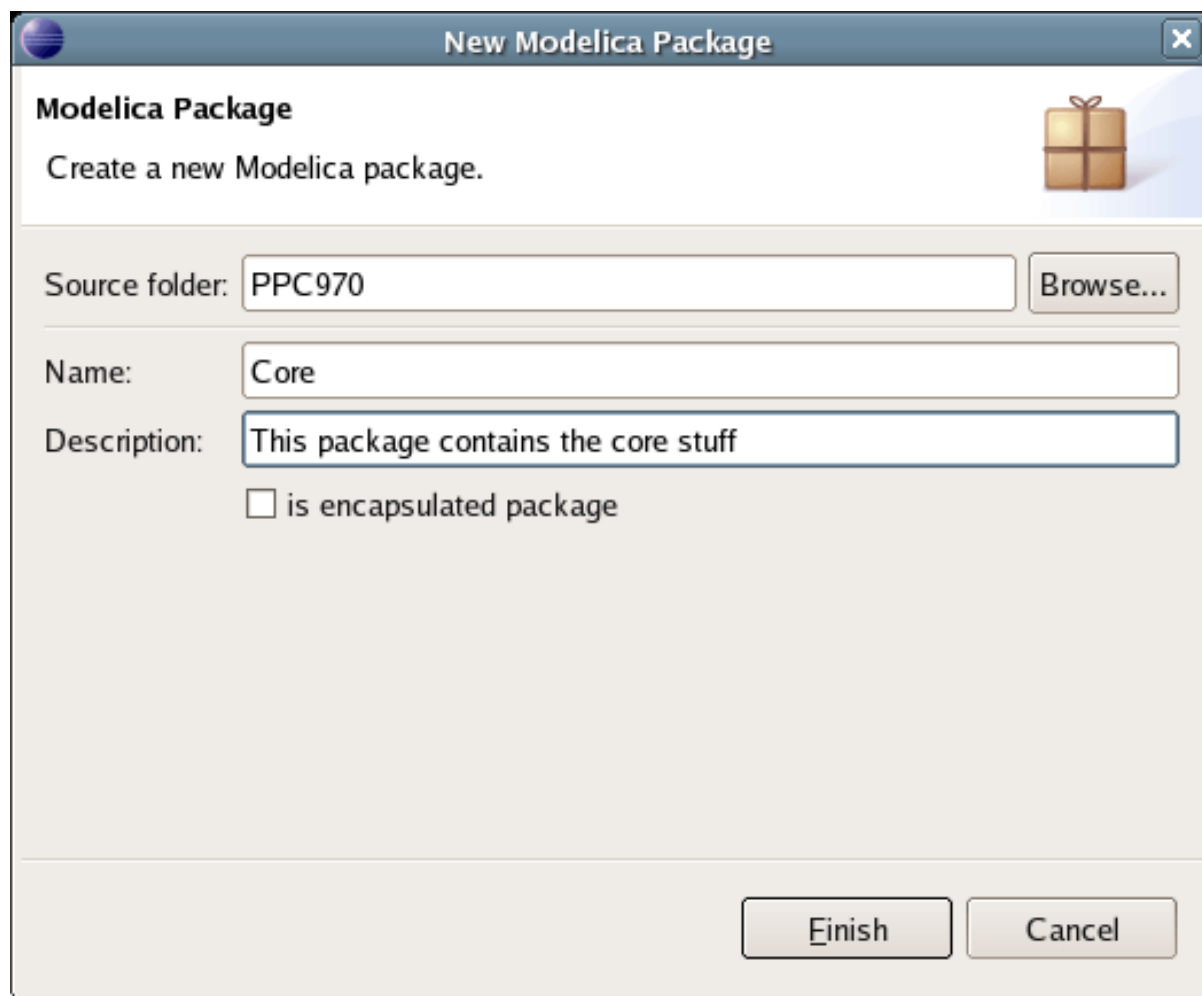 New Modelica Package
Modelica Package
Create a new Modelica package.
Source folder: PPC970 Browse...
Name: Core
Description: This package contains the core stuff
is encapsulated package
Finish Cancel